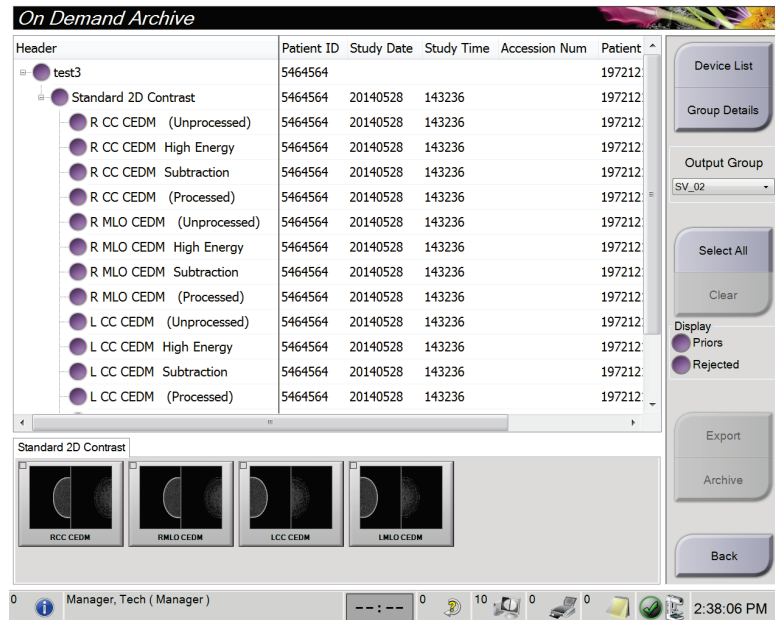 On Demand Archive
Header Patient ID Study Date Study Time Accession Num Patient
test3 5464564 1972121
Standard 2D Contrast 5464564 20140528 143236 197212
R CC CEDM (Unprocessed) 5464564 20140528 143236 197212
R CC CEDM High Energy 5464564 20140528 143236 197212
R CC CEDM Subtraction 5464564 20140528 143236 197212
R CC CEDM (Processed) 5464564 20140528 143236 197212
R MLO CEDM (Unprocessed) 5464564 20140528 143236 197212
R MLO CEDM High Energy 5464564 20140528 143236 197212
R MLO CEDM Subtraction 5464564 20140528 143236 197212
R MLO CEDM (Processed) 5464564 20140528 143236 197212
L CC CEDM (Unprocessed) 5464564 20140528 143236 197212
L CC CEDM High Energy 5464564 20140528 143236 197212
L CC CEDM Subtraction 5464564 20140528 143236 197212
L CC CEDM (Processed) 5464564 20140528 143236 197212
Device List
Group Details
Output Group
SV_02
Select All
Clear
Display
Priors
Rejected
Export
Archive
Back
Standard 2D Contrast
RCC CEDM RMLO CEDM LCC CEDM LMLO CEDM
0 Manager, Tech ( Manager ) --:-- 0 10 0 0 2:38:06 PM